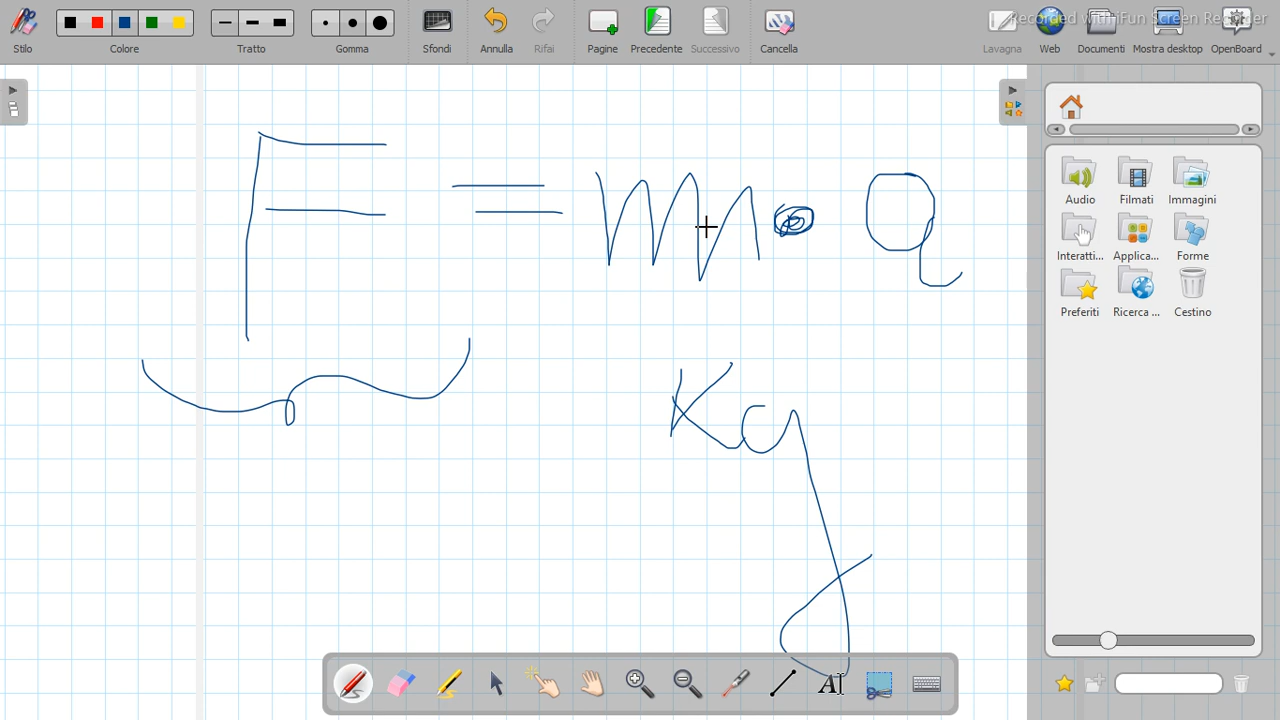 Stilo Colore Tratto Gomma Sfondi Annulla Rifai Pagine Precedente Successivo Cancella Lavagna Web Documenti Mostra desktop OpenBoard
Recorded with iFun Screen Recorder
F = m • a
Kg
Audio Filmati Immagini
Interatti... Applica... Forme
Preferiti Ricerca ... Cestino